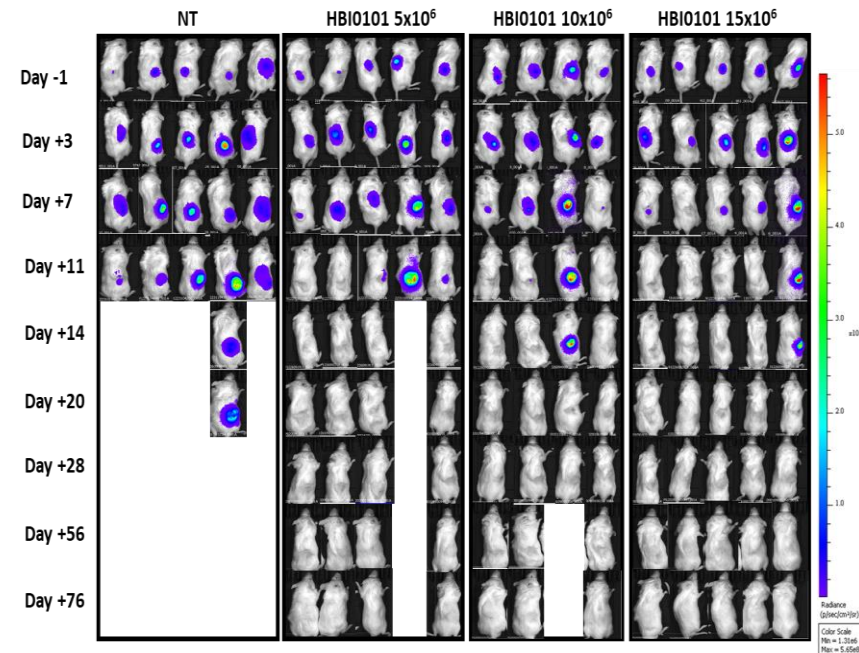 NT HBI0101 5x10⁶ HBI0101 10x10⁶ HBI0101 15x10⁶
Day -1
Day +3
Day +7
Day +11
Day +14
Day +20
Day +28
Day +56
Day +76
5.0
4.0
3.0
x10
2.0
1.0
Radiance
(p/sec/cm²/sr)
Color Scale
Min = 1.31e6
Max = 5.65e8